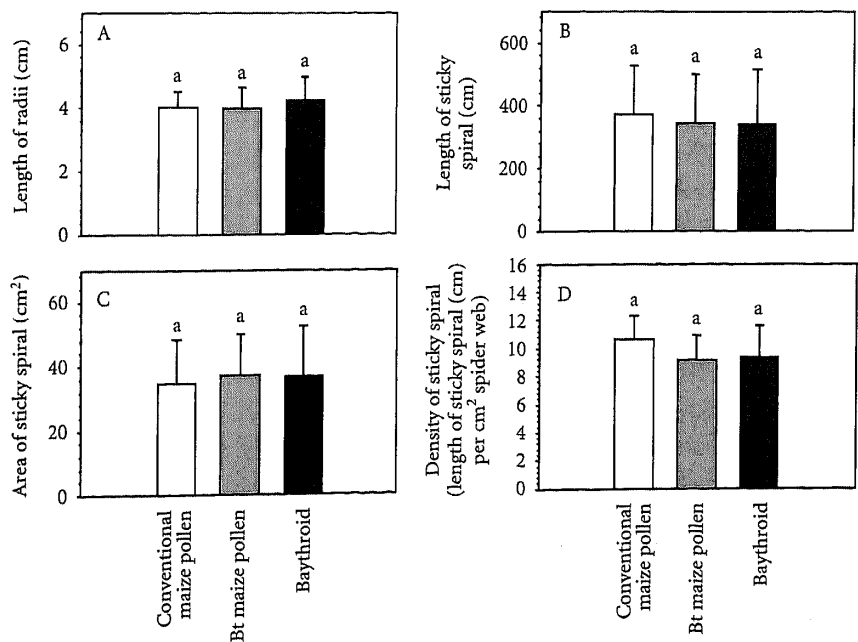 A
Length of radii (cm)
6
4
2
0
a
a
a
B
Length of sticky
spiral (cm)
600
400
200
0
a
a
a
C
Area of sticky spiral (cm²)
60
40
20
0
a
a
a
Conventional
maize pollen
Bt maize pollen
Baythroid
D
Density of sticky spiral
(length of sticky spiral (cm)
per cm² spider web)
16
14
12
10
8
6
4
2
0
a
a
a
Conventional
maize pollen
Bt maize pollen
Baythroid